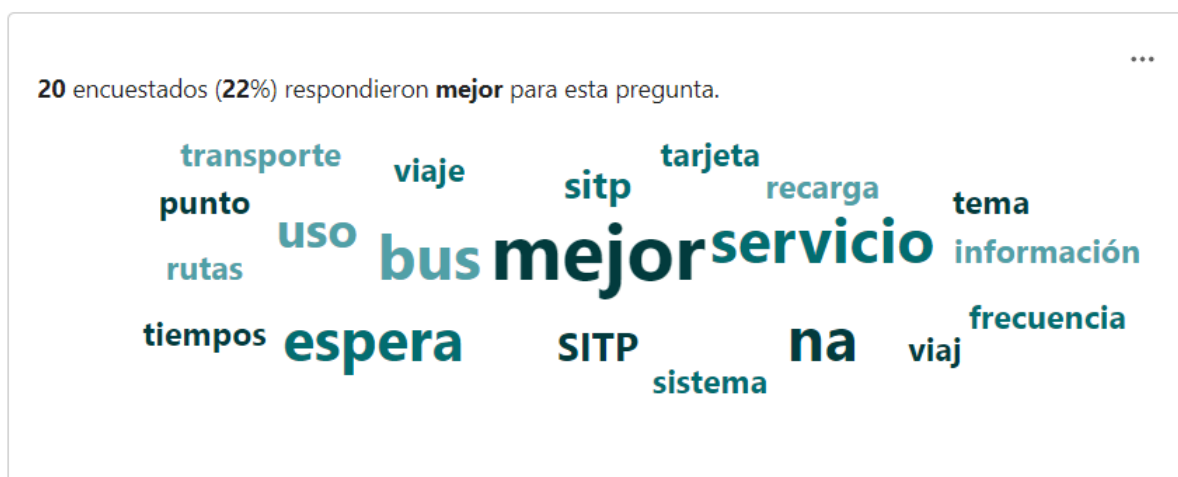 ...
20 encuestados (22%) respondieron mejor para esta pregunta.
transporte viaje sitp tarjeta
punto recarga tema
uso bus mejor servicio información
rutas
tiempos espera SITP na viaj frecuencia
sistema